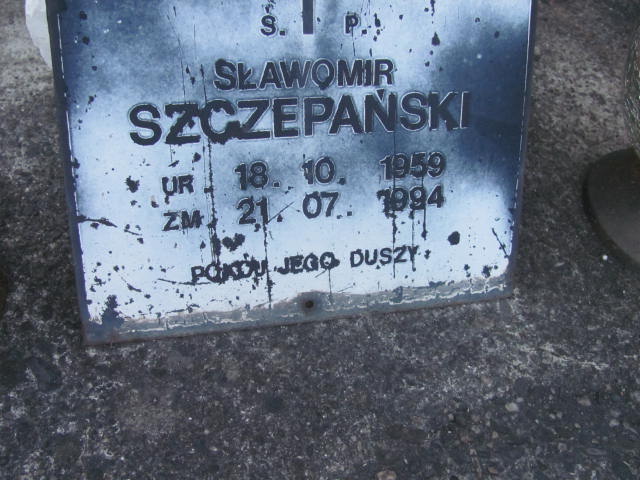 S. P.
SŁAWOMIR
SZCZEPAŃSKI
UR. 18. 10. 1959
ZM. 21. 07. 1994
POKÓJ JEGO DUSZY